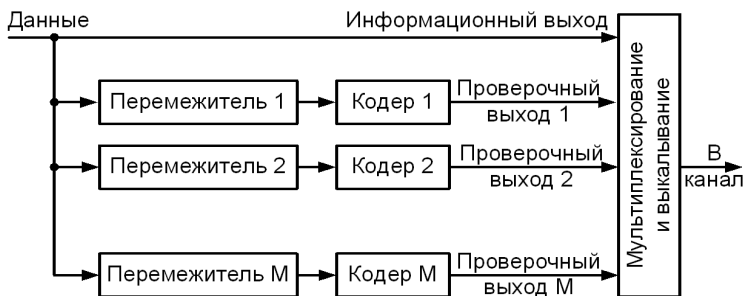 Данные
Информационный выход
Перемежитель 1
Кодер 1
Проверочный
выход 1
Перемежитель 2
Кодер 2
Проверочный
выход 2
Перемежитель М
Кодер М
Проверочный
выход М
Мультиплексирование
и выкалывание
В
канал